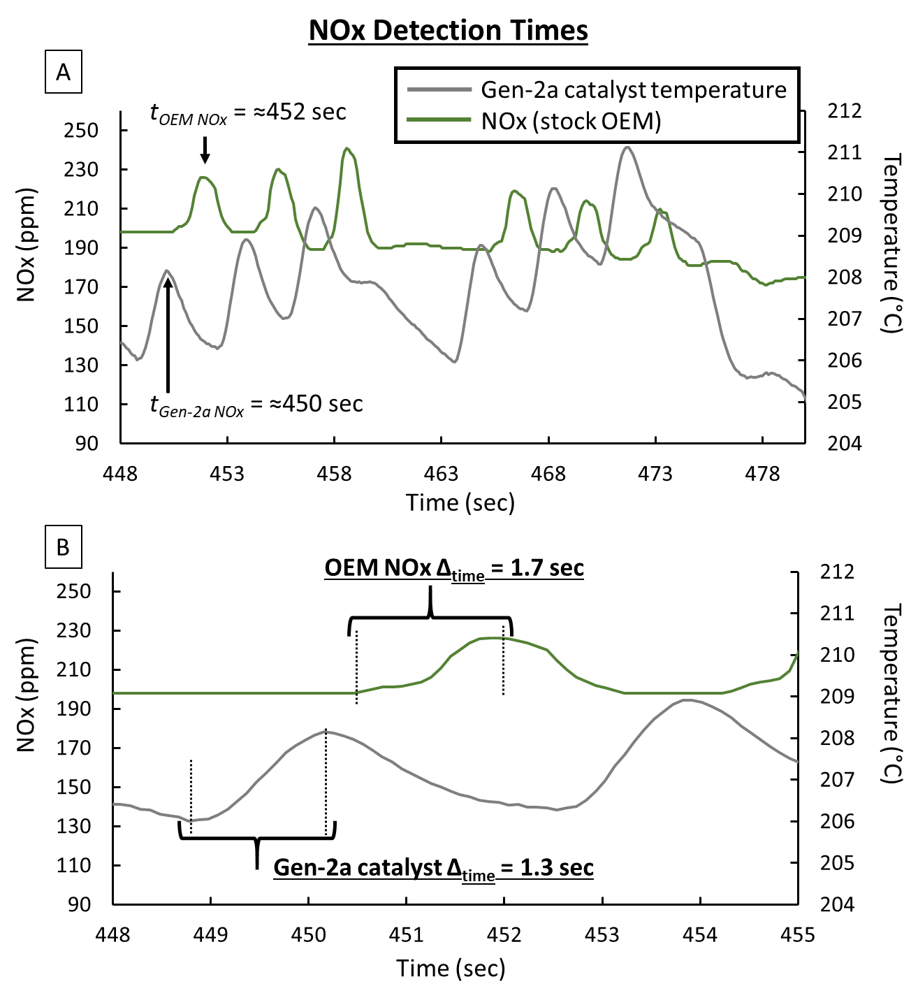 NOx Detection Times
A
Gen-2a catalyst temperature
NOx (stock OEM)
tOEM NOx = ≈452 sec
250
230
210
190
170
150
130
110
90
NOx (ppm)
212
211
210
209
208
207
206
205
204
Temperature (°C)
tGen-2a NOx = ≈450 sec
448 453 458 463 468 473 478
Time (sec)
B
OEM NOx Δtime = 1.7 sec
250
230
210
190
170
150
130
110
90
NOx (ppm)
212
211
210
209
208
207
206
205
204
Temperature (°C)
Gen-2a catalyst Δtime = 1.3 sec
448 449 450 451 452 453 454 455
Time (sec)